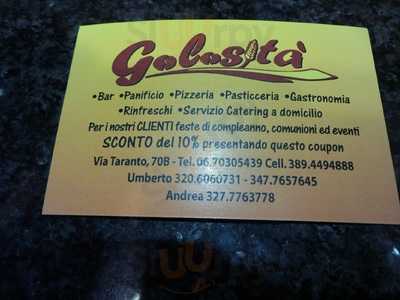 Golosità
•Bar •Panificio •Pizzeria •Pasticceria •Gastronomia
•Rinfreschi •Servizio Catering a domicilio
Per i nostri CLIENTI feste di compleanno, comunioni ed eventi
SCONTO del 10% presentando questo coupon
Via Taranto, 70B - Tel. 06.70305439 Cell. 389.4494888
Umberto 320.6060731 - 347.7657645
Andrea 327.7763778